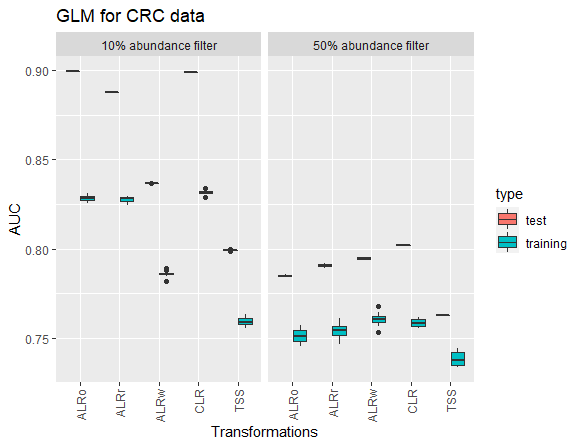 GLM for CRC data
10% abundance filter
50% abundance filter
AUC
0.90
0.85
0.80
0.75
ALRo
ALRr
ALRw
CLR
TSS
ALRo
ALRr
ALRw
CLR
TSS
Transformations
type
test
training